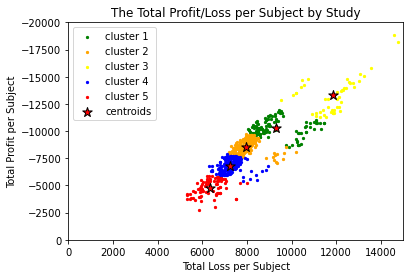 The Total Profit/Loss per Subject by Study
−20000
−17500
−15000
−12500
−10000
−7500
−5000
−2500
0
Total Profit per Subject
cluster 1
cluster 2
cluster 3
cluster 4
cluster 5
centroids
0 2000 4000 6000 8000 10000 12000 14000
Total Loss per Subject